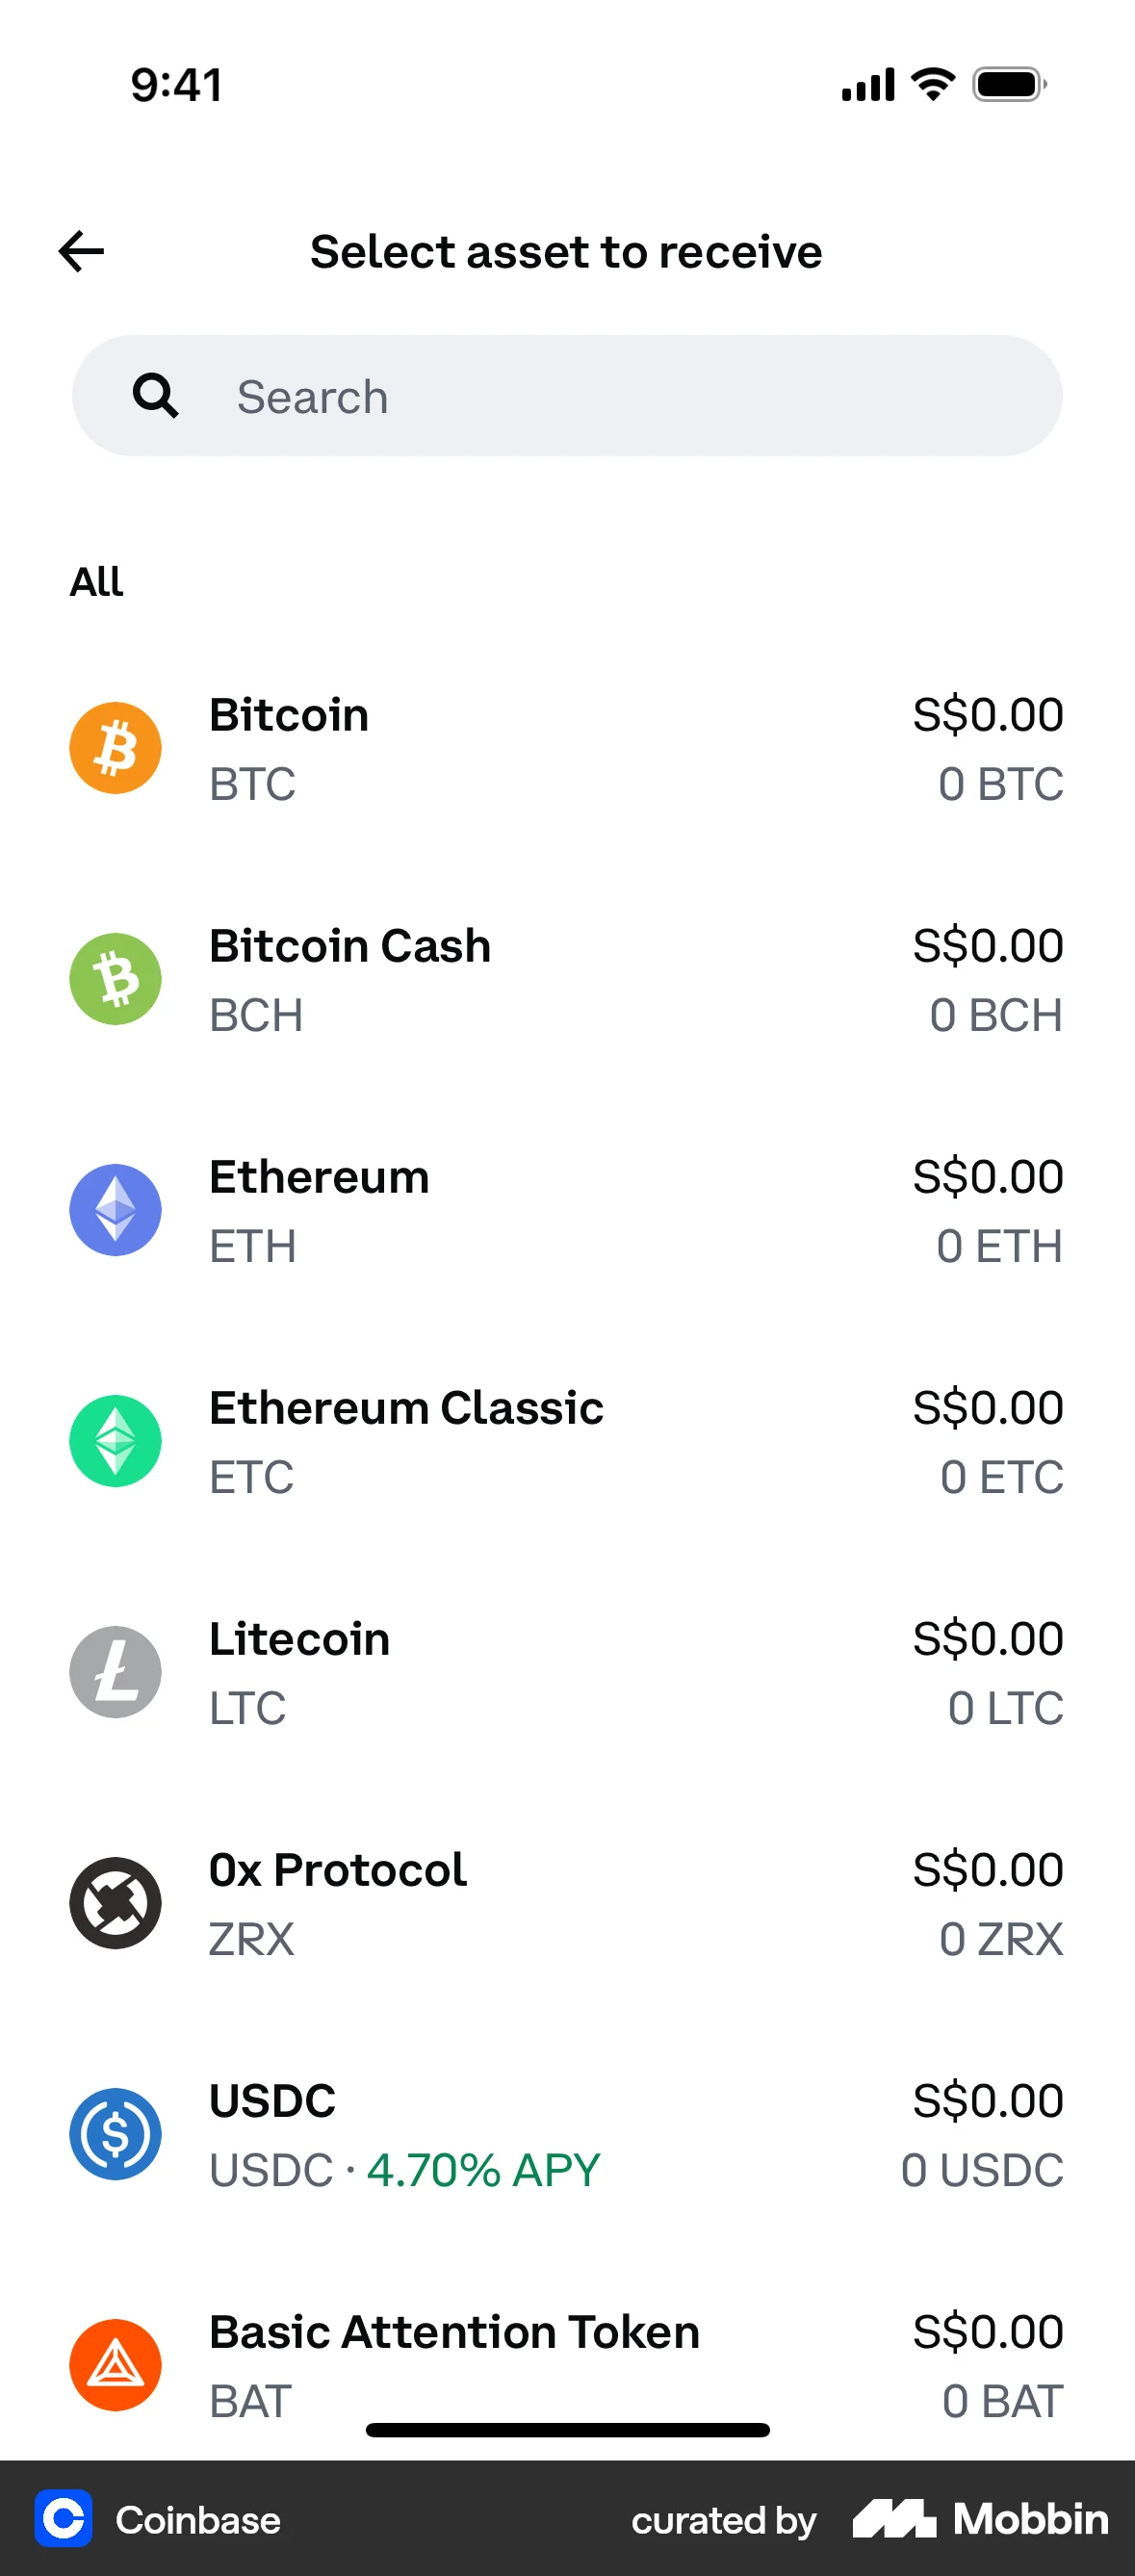 9:41
Select asset to receive
Search
All
Bitcoin S$0.00
BTC 0 BTC
Bitcoin Cash S$0.00
BCH 0 BCH
Ethereum S$0.00
ETH 0 ETH
Ethereum Classic S$0.00
ETC 0 ETC
Litecoin S$0.00
LTC 0 LTC
0x Protocol S$0.00
ZRX 0 ZRX
USDC S$0.00
USDC · 4.70% APY 0 USDC
Basic Attention Token S$0.00
BAT 0 BAT
Coinbase curated by Mobbin